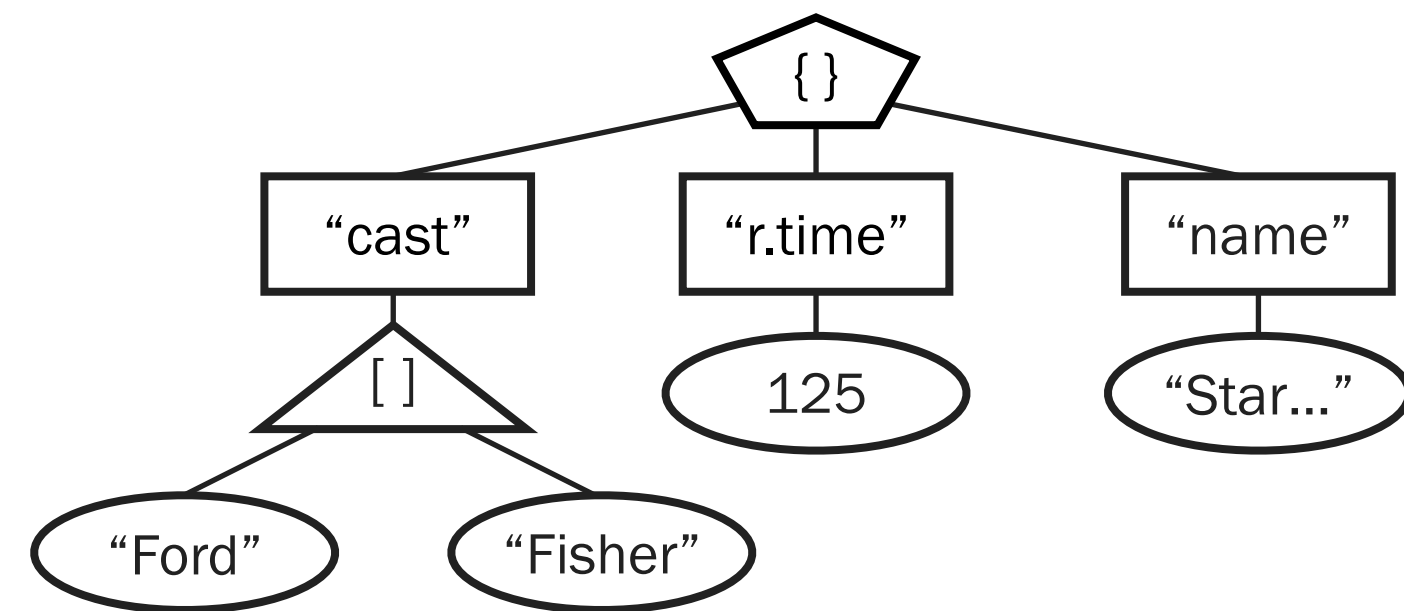 { }
“cast”
“r.time”
“name”
[ ]
125
“Star...”
“Ford”
“Fisher”